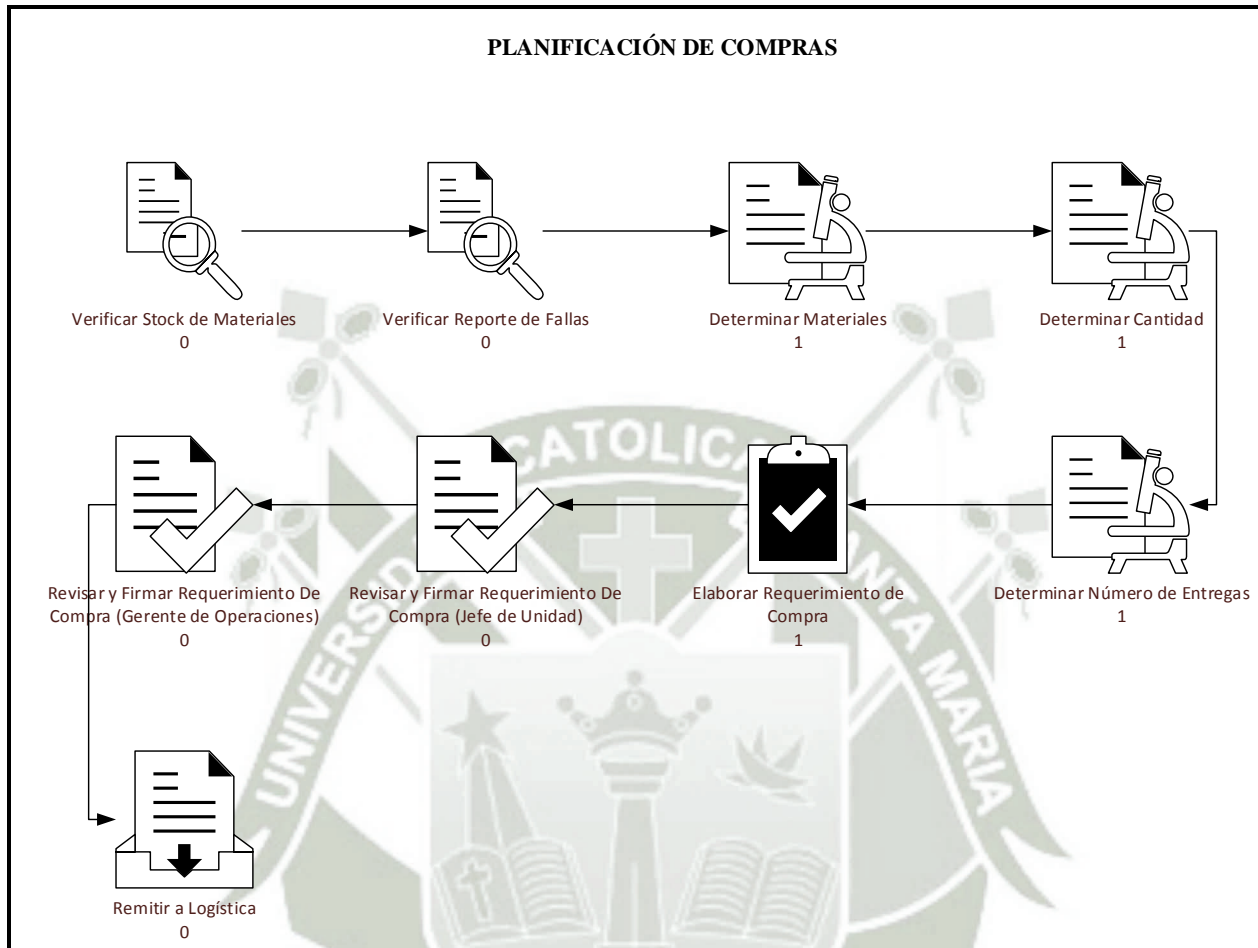 PLANIFICACIÓN DE COMPRAS
Verificar Stock de Materiales
0
Verificar Reporte de Fallas
0
Determinar Materiales
1
Determinar Cantidad
1
Revisar y Firmar Requerimiento De
Compra (Gerente de Operaciones)
0
Revisar y Firmar Requerimiento De
Compra (Jefe de Unidad)
0
Elaborar Requerimiento de
Compra
1
Determinar Número de Entregas
1
Remitir a Logística
0